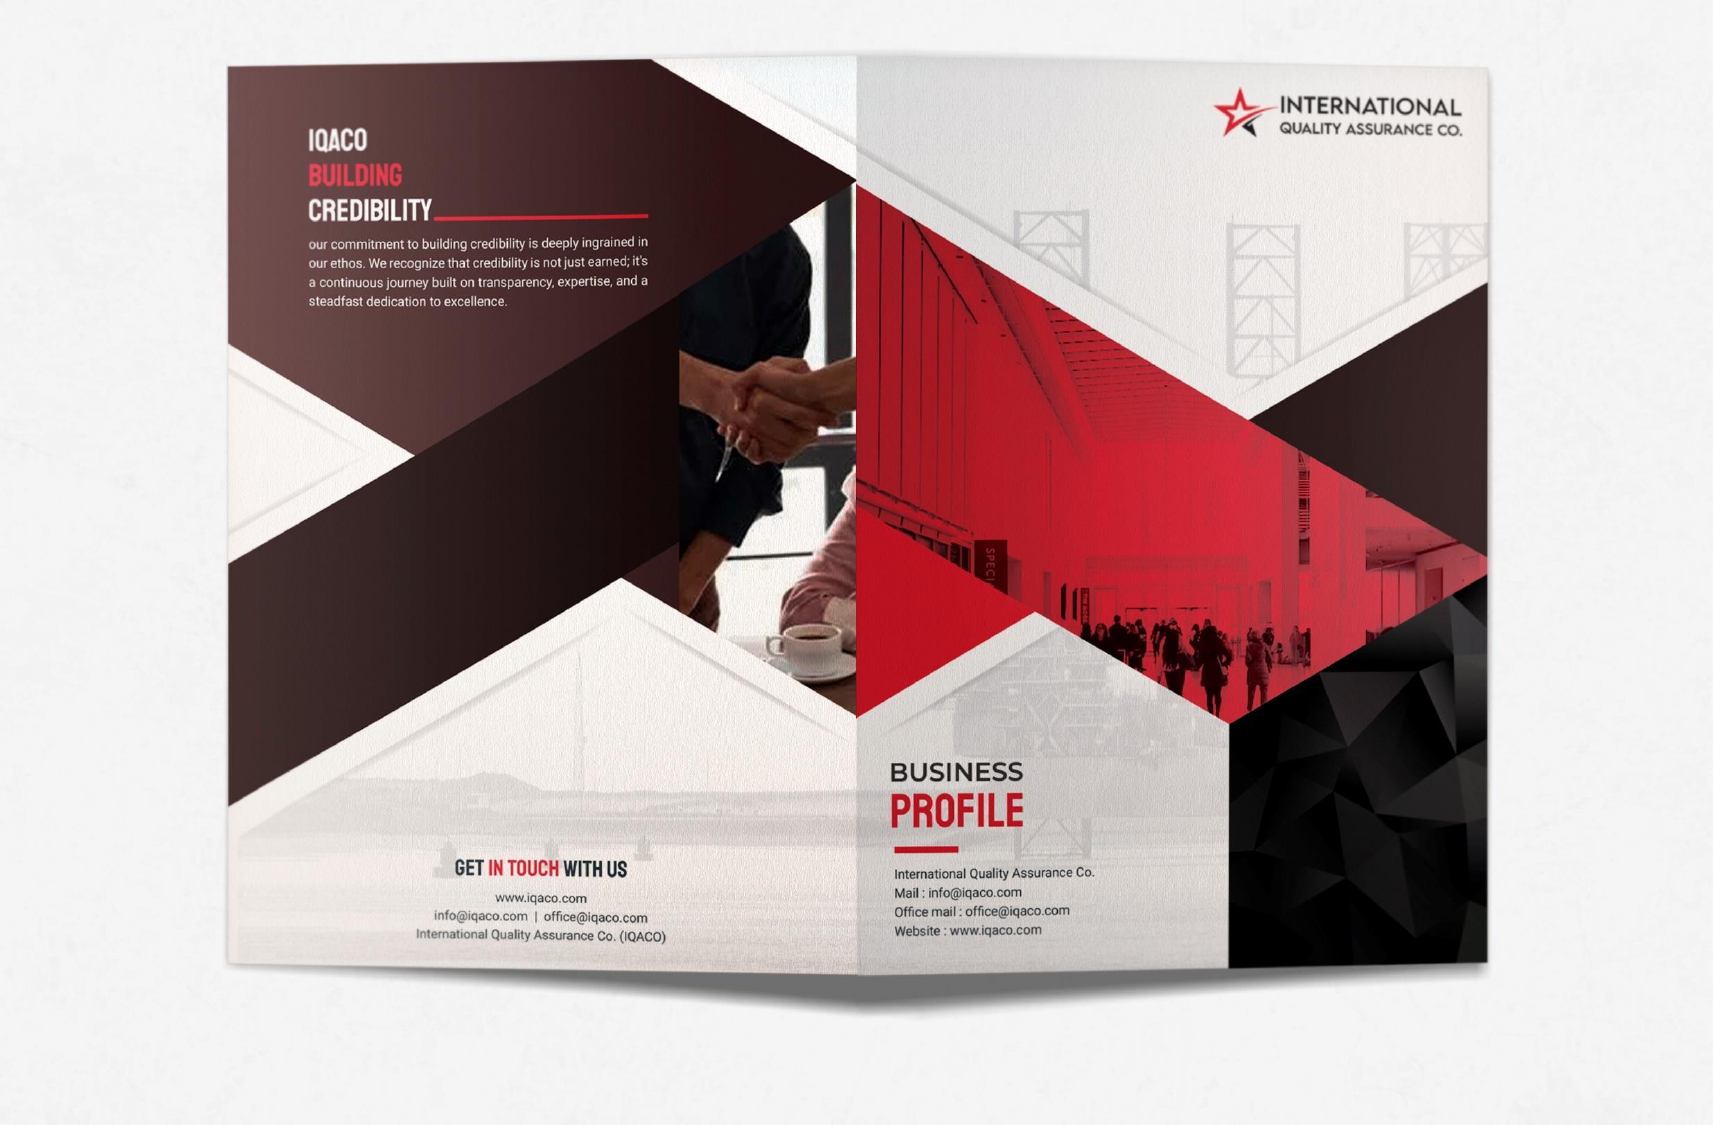 IQACO
BUILDING
CREDIBILITY
our commitment to building credibility is deeply ingrained in
our ethos. We recognize that credibility is not just earned; it's
a continuous journey built on transparency, expertise, and a
steadfast dedication to excellence.
GET IN TOUCH WITH US
www.iqaco.com
info@iqaco.com | office@iqaco.com
International Quality Assurance Co. (IQACO)
INTERNATIONAL
QUALITY ASSURANCE CO.
SPECI
BUSINESS
PROFILE
International Quality Assurance Co.
Mail : info@iqaco.com
Office mail : office@iqaco.com
Website : www.iqaco.com